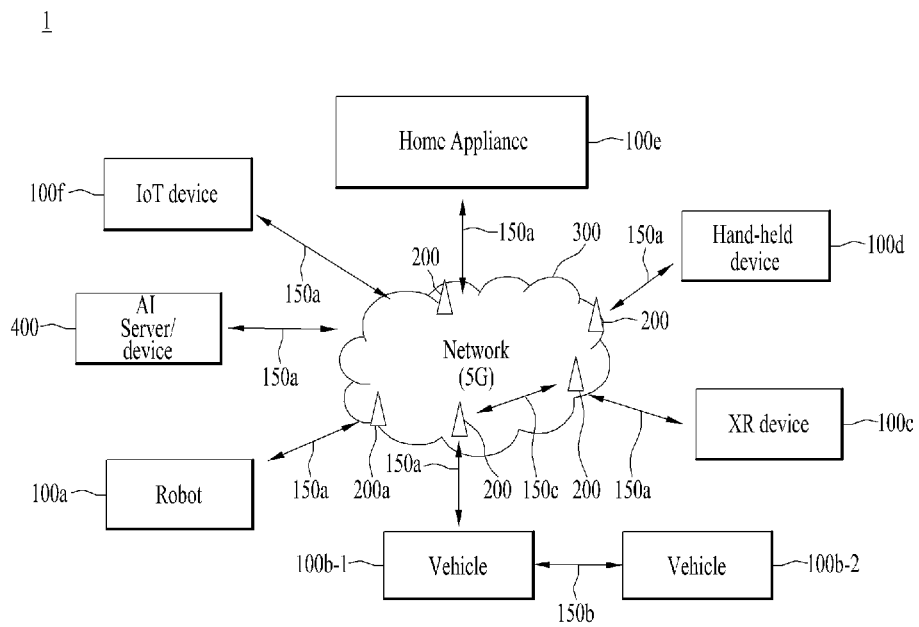 1
Home Appliance
100e
100f
IoT device
150a
300
150a
Hand-held
device
100d
200
150a
400
AI
Server/
device
200
150a
Network
(5G)
XR device
100c
150a
150a
100a
Robot
150a
200a
200
150c
200
150a
100b-1
Vehicle
Vehicle
100b-2
150b